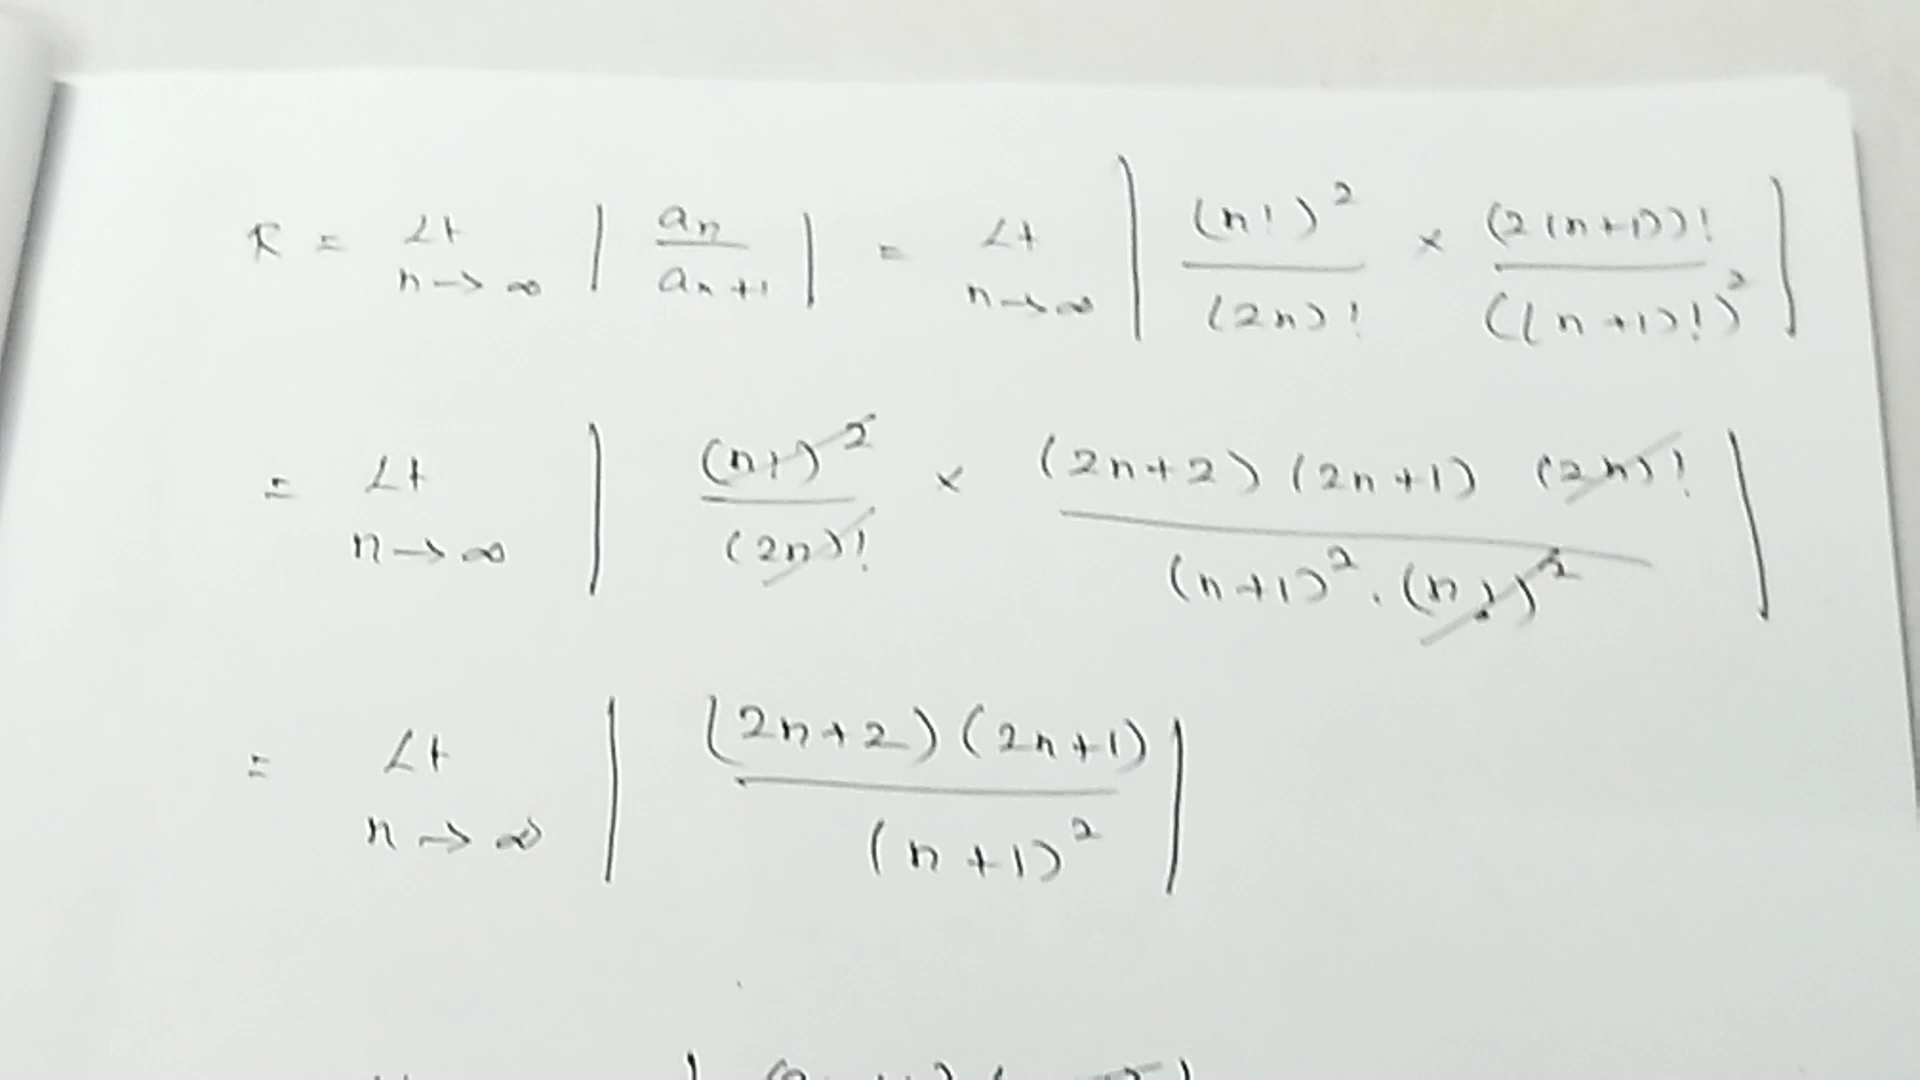 R = Lt n→∞ | aₙ / aₙ₊₁ | = Lt n→∞ | (n!)² / (2n)! × (2(n+1))! / ((n+1)!)² |
= Lt n→∞ | (n!)² / (2n)! × (2n+2)(2n+1)(2n)! / (n+1)².(n!)² |
= Lt n→∞ | (2n+2)(2n+1) / (n+1)² |